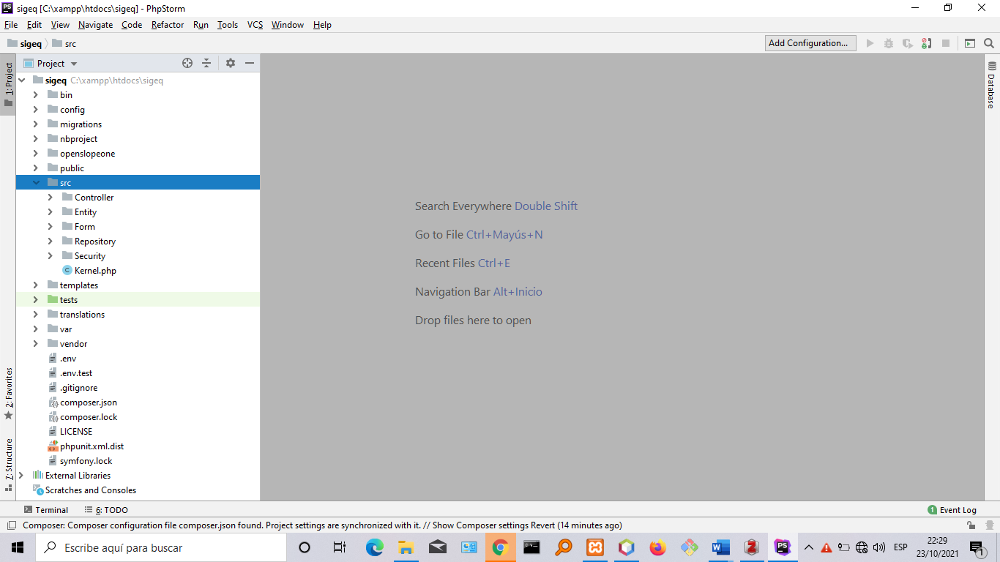 PS sigeq [C:\xampp\htdocs\sigeq] - PhpStorm
File Edit View Navigate Code Refactor Run Tools VCS Window Help
sigeq src Add Configuration...
1: Project
Project
sigeq C:\xampp\htdocs\sigeq
bin
config
migrations
nbproject
openslopeone
public
src
Controller
Entity
Form
Repository
Security
C Kernel.php
templates
tests
translations
var
vendor
.env
.env.test
.gitignore
composer.json
composer.lock
LICENSE
phpunit.xml.dist
symfony.lock
External Libraries
Scratches and Consoles
2: Favorites
7: Structure
Search Everywhere Double Shift
Go to File Ctrl+Mayús+N
Recent Files Ctrl+E
Navigation Bar Alt+Inicio
Drop files here to open
Database
Terminal 6: TODO 1 Event Log
Composer: Composer configuration file composer.json found. Project settings are synchronized with it. // Show Composer settings Revert (14 minutes ago)
Escribe aquí para buscar
W Z PS
ESP
22:29
23/10/2021
1